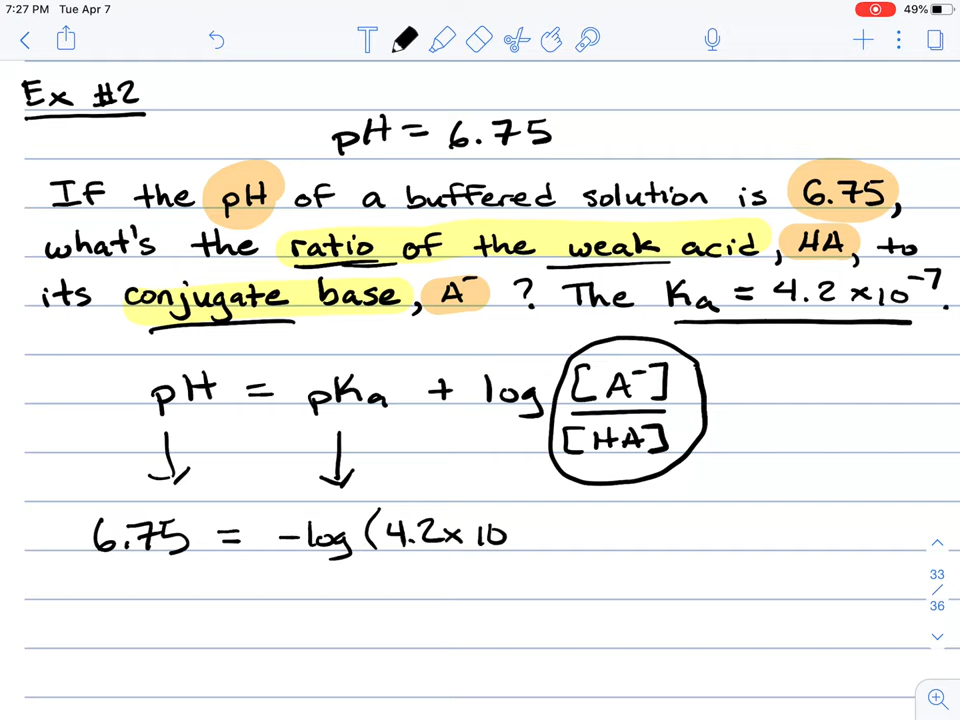 7:27 PM Tue Apr 7 49%
Ex #2
pH = 6.75
If the pH of a buffered solution is 6.75,
what's the ratio of the weak acid, HA, to
its conjugate base, A⁻ ? The Ka = 4.2 x 10⁻⁷.
pH = pKa + log [A⁻]
[HA]
6.75 = -log (4.2 x 10
33
/
36